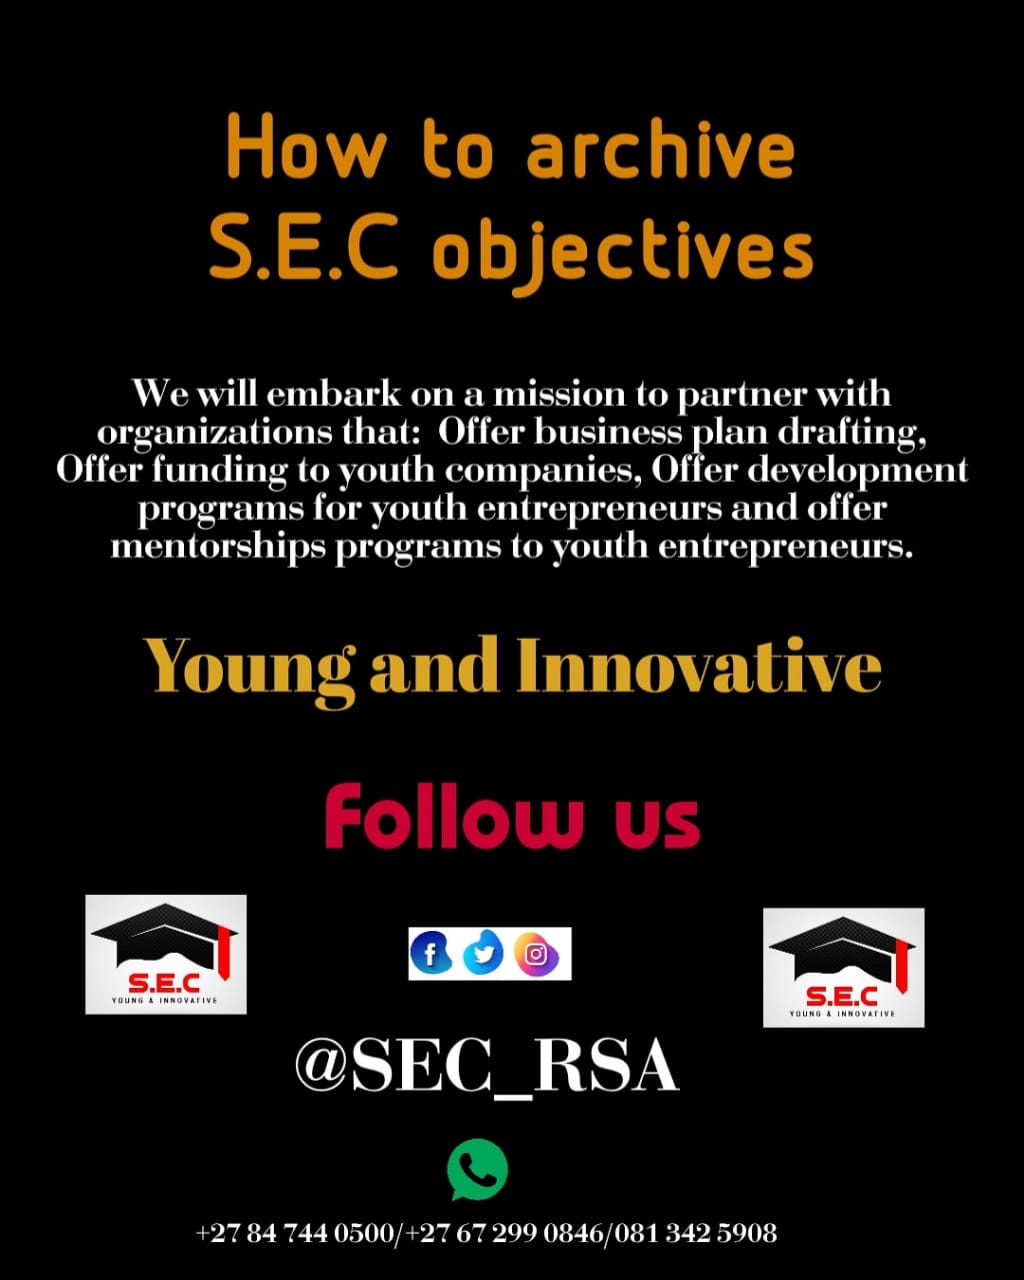 How to archive
S.E.C objectives
We will embark on a mission to partner with
organizations that: Offer business plan drafting,
Offer funding to youth companies, Offer development
programs for youth entrepreneurs and offer
mentorships programs to youth entrepreneurs.
Young and Innovative
Follow us
S.E.C
YOUNG & INNOVATIVE
S.E.C
YOUNG & INNOVATIVE
@SEC_RSA
+27 84 744 0500/+27 67 299 0846/081 342 5908